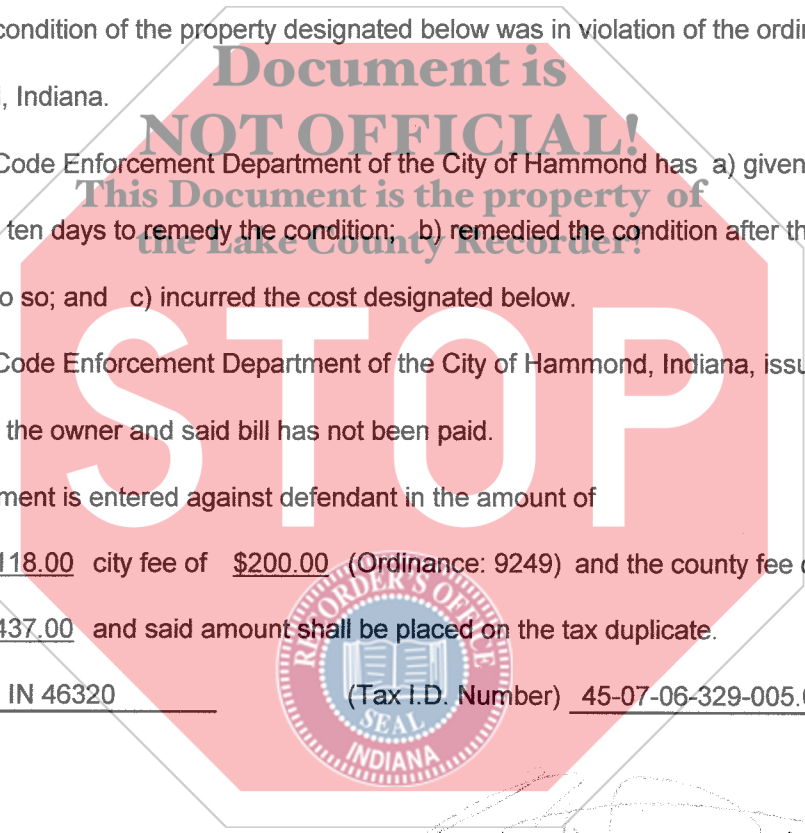 condition of the property designated below was in violation of the
Document is
, Indiana.
NOT OFFICIAL!
Code Enforcement Department of the City of Hammond has a) given
This Document is the property of
ten days to remedy the condition; b) remedied the condition after
the Lake County Recorder!
o so; and c) incurred the cost designated below.
STOP
Code Enforcement Department of the City of Hammond, Indiana,
the owner and said bill has not been paid.
ment is entered against defendant in the amount of
118.00 city fee of $200.00 (Ordinance: 9249) and the county fee
437.00 and said amount shall be placed on the tax duplicate.
RECORDER'S OFFICE
IN 46320 (Tax I.D. Number) 45-07-06-329-005.
SEAL
INDIANA